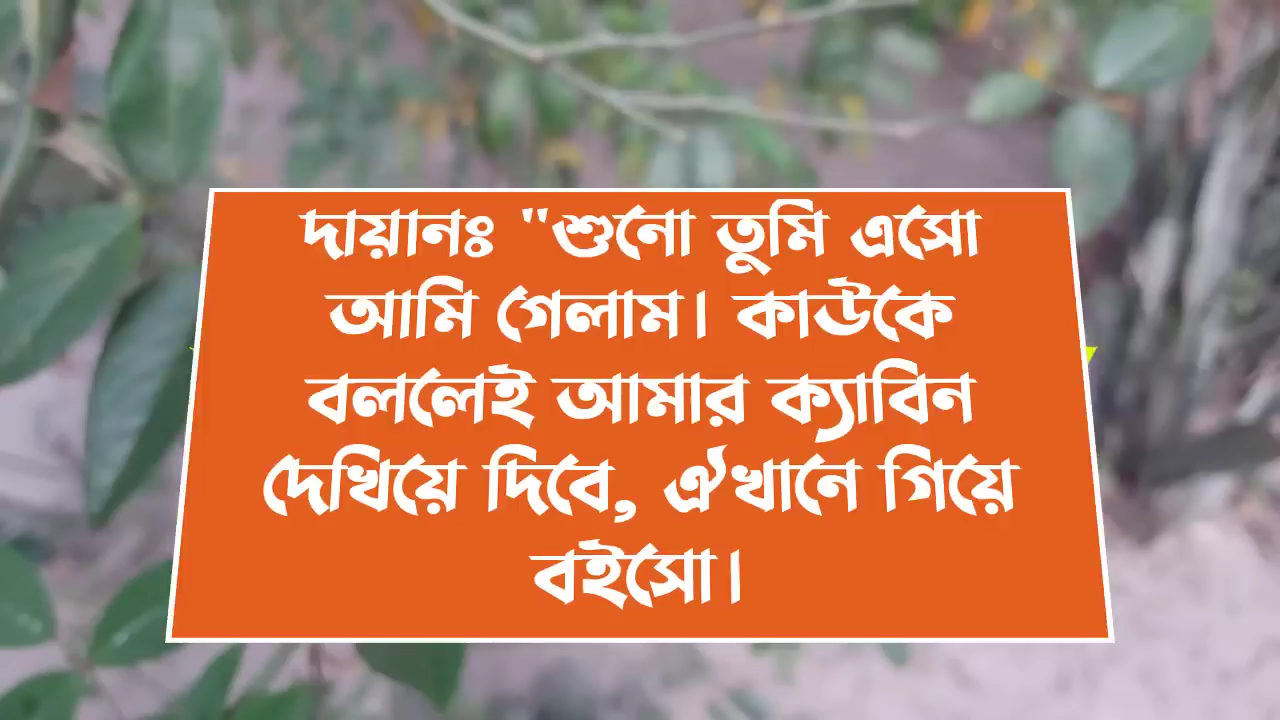 দায়ানঃ "শুনো তুমি এসো
আমি গেলাম। কাউকে
বললেই আমার ক্যাবিন
দেখিয়ে দিবে, ঐখানে গিয়ে
বইসো।